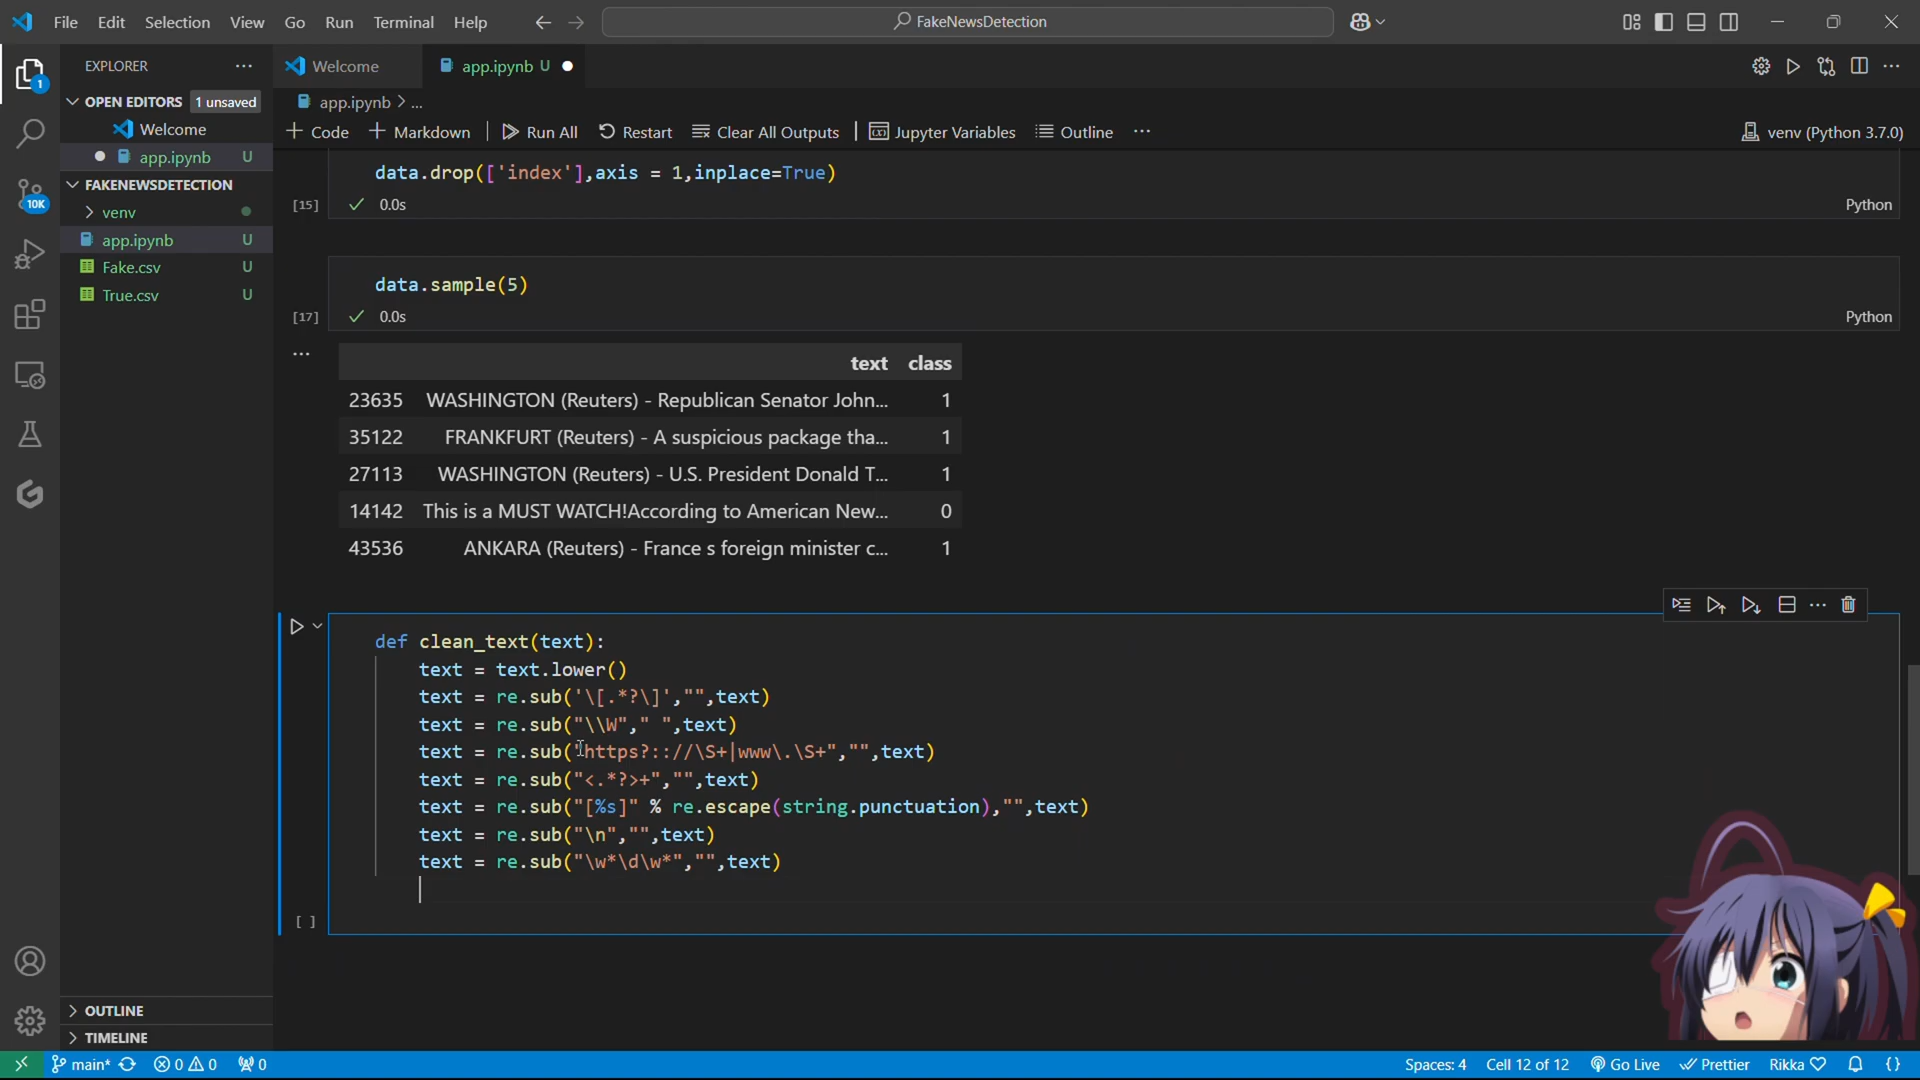 File Edit Selection View Go Run Terminal Help
FakeNewsDetection
EXPLORER
OPEN EDITORS 1 unsaved
Welcome
app.ipynb U
FAKENEWSDETECTION
venv
app.ipynb U
Fake.csv U
True.csv U
OUTLINE
TIMELINE
1
10K
Welcome
app.ipynb U
app.ipynb > ...
+ Code + Markdown Run All Restart Clear All Outputs Jupyter Variables Outline ...
venv (Python 3.7.0)
data.drop(['index'],axis = 1,inplace=True)
[15] 0.0s Python
data.sample(5)
[17] 0.0s Python
text class
23635 WASHINGTON (Reuters) - Republican Senator John... 1
35122 FRANKFURT (Reuters) - A suspicious package tha... 1
27113 WASHINGTON (Reuters) - U.S. President Donald T... 1
14142 This is a MUST WATCH!According to American New... 0
43536 ANKARA (Reuters) - France s foreign minister c... 1
def clean_text(text):
text = text.lower()
text = re.sub('\[.*?\]',"",text)
text = re.sub("\\W"," ",text)
text = re.sub("https?:://\S+|www\.\S+","",text)
text = re.sub("<.*?>+","",text)
text = re.sub("[%s]" % re.escape(string.punctuation),"",text)
text = re.sub("\n","",text)
text = re.sub("\w*\d\w*","",text)
[ ]
main* 0 0 0
Spaces: 4 Cell 12 of 12 Go Live Prettier Rikka♡ {}